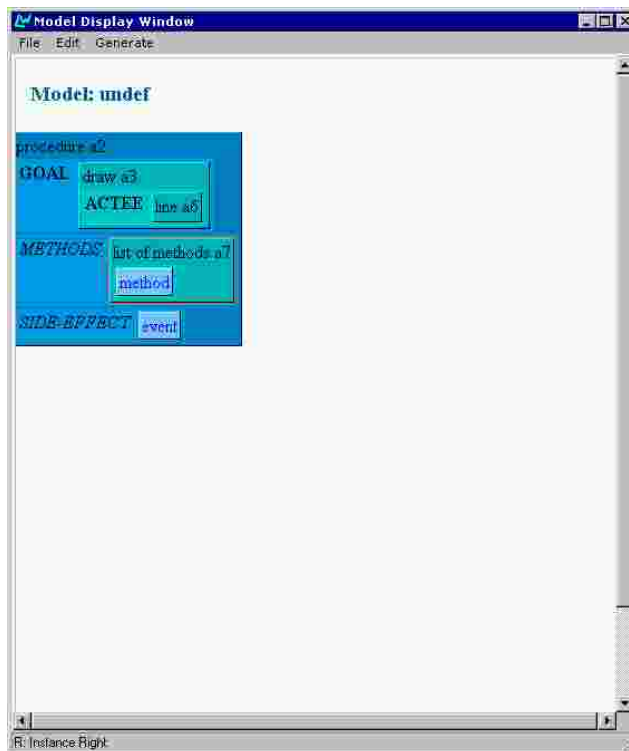 Model Display Window
File Edit Generate
Model: undef
procedure a2
GOAL draw a3
ACTEE line a6
METHODS list of methods a7
method
SIDE-EFFECT event
R: Instance Right: